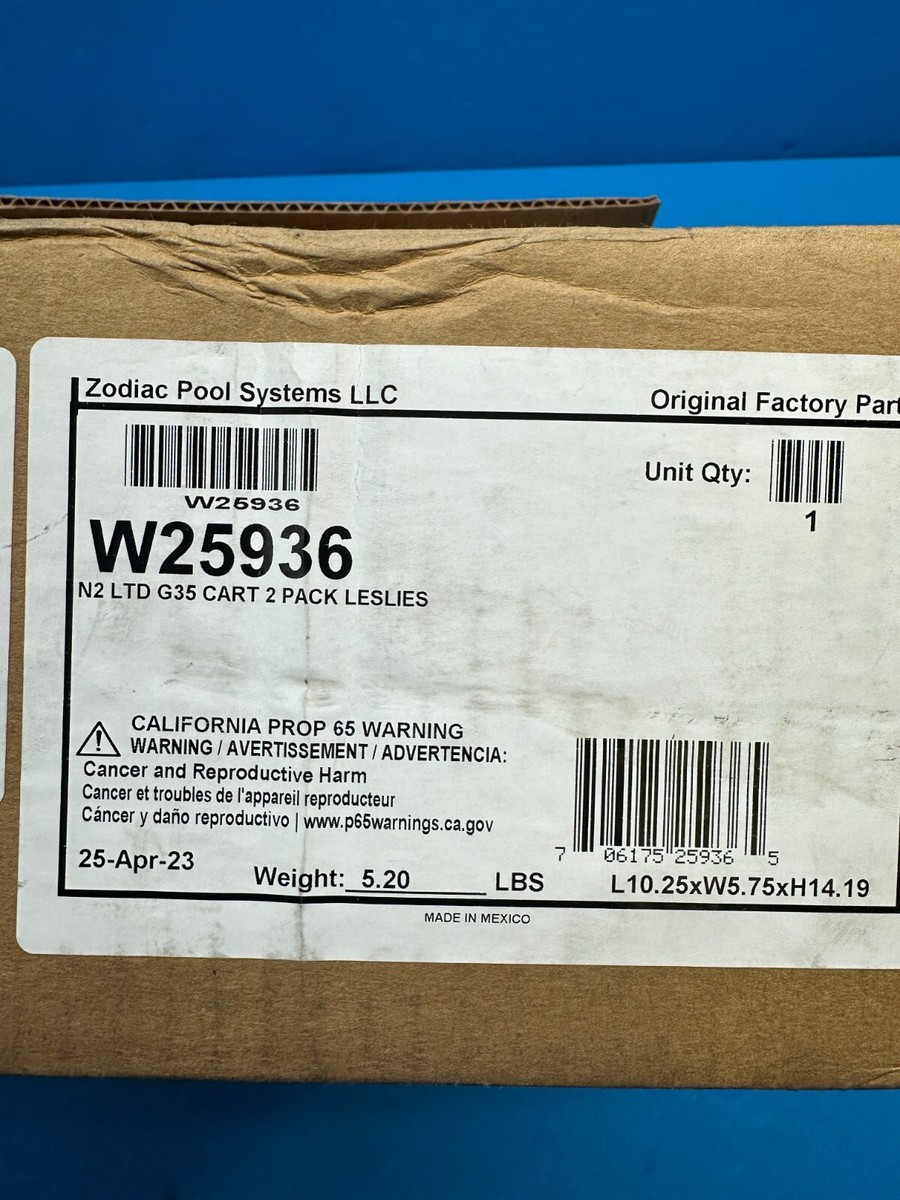 Zodiac Pool Systems LLC
Original Factory Part
W25936
Unit Qty:
1
W25936
N2 LTD G35 CART 2 PACK LESLIES
CALIFORNIA PROP 65 WARNING
WARNING / AVERTISSEMENT / ADVERTENCIA:
Cancer and Reproductive Harm
Cancer et troubles de l'appareil reproducteur
Cáncer y daño reproductivo | www.p65warnings.ca.gov
7 06175 25936 5
25-Apr-23
Weight: 5.20 LBS
L10.25xW5.75xH14.19
MADE IN MEXICO